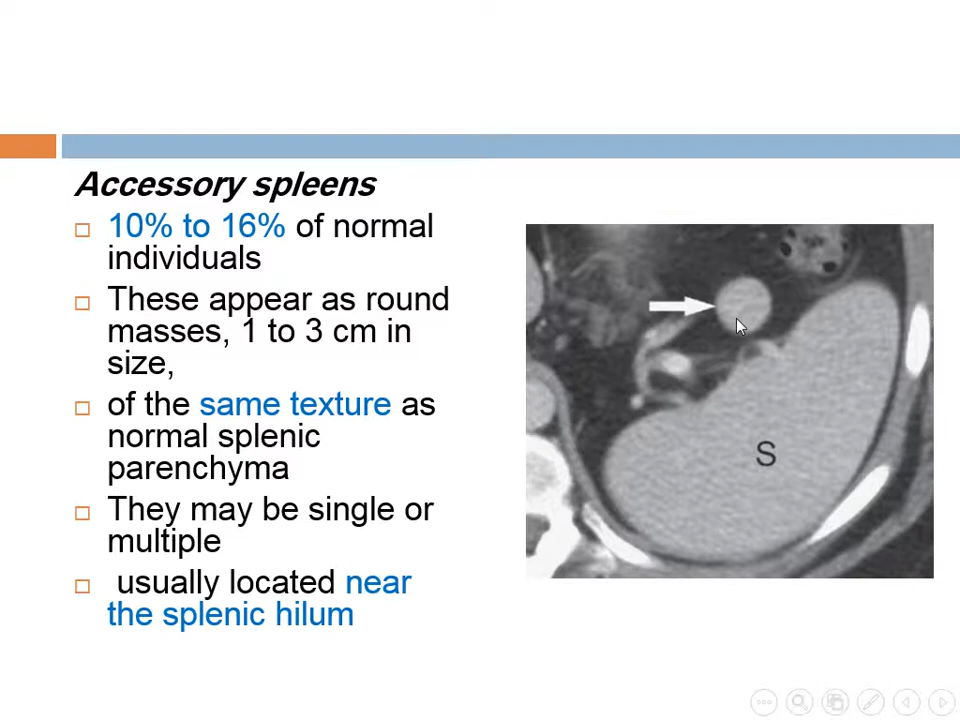 Accessory spleens
10% to 16% of normal
individuals
These appear as round
masses, 1 to 3 cm in
size,
of the same texture as
normal splenic
parenchyma
They may be single or
multiple
usually located near
the splenic hilum
S